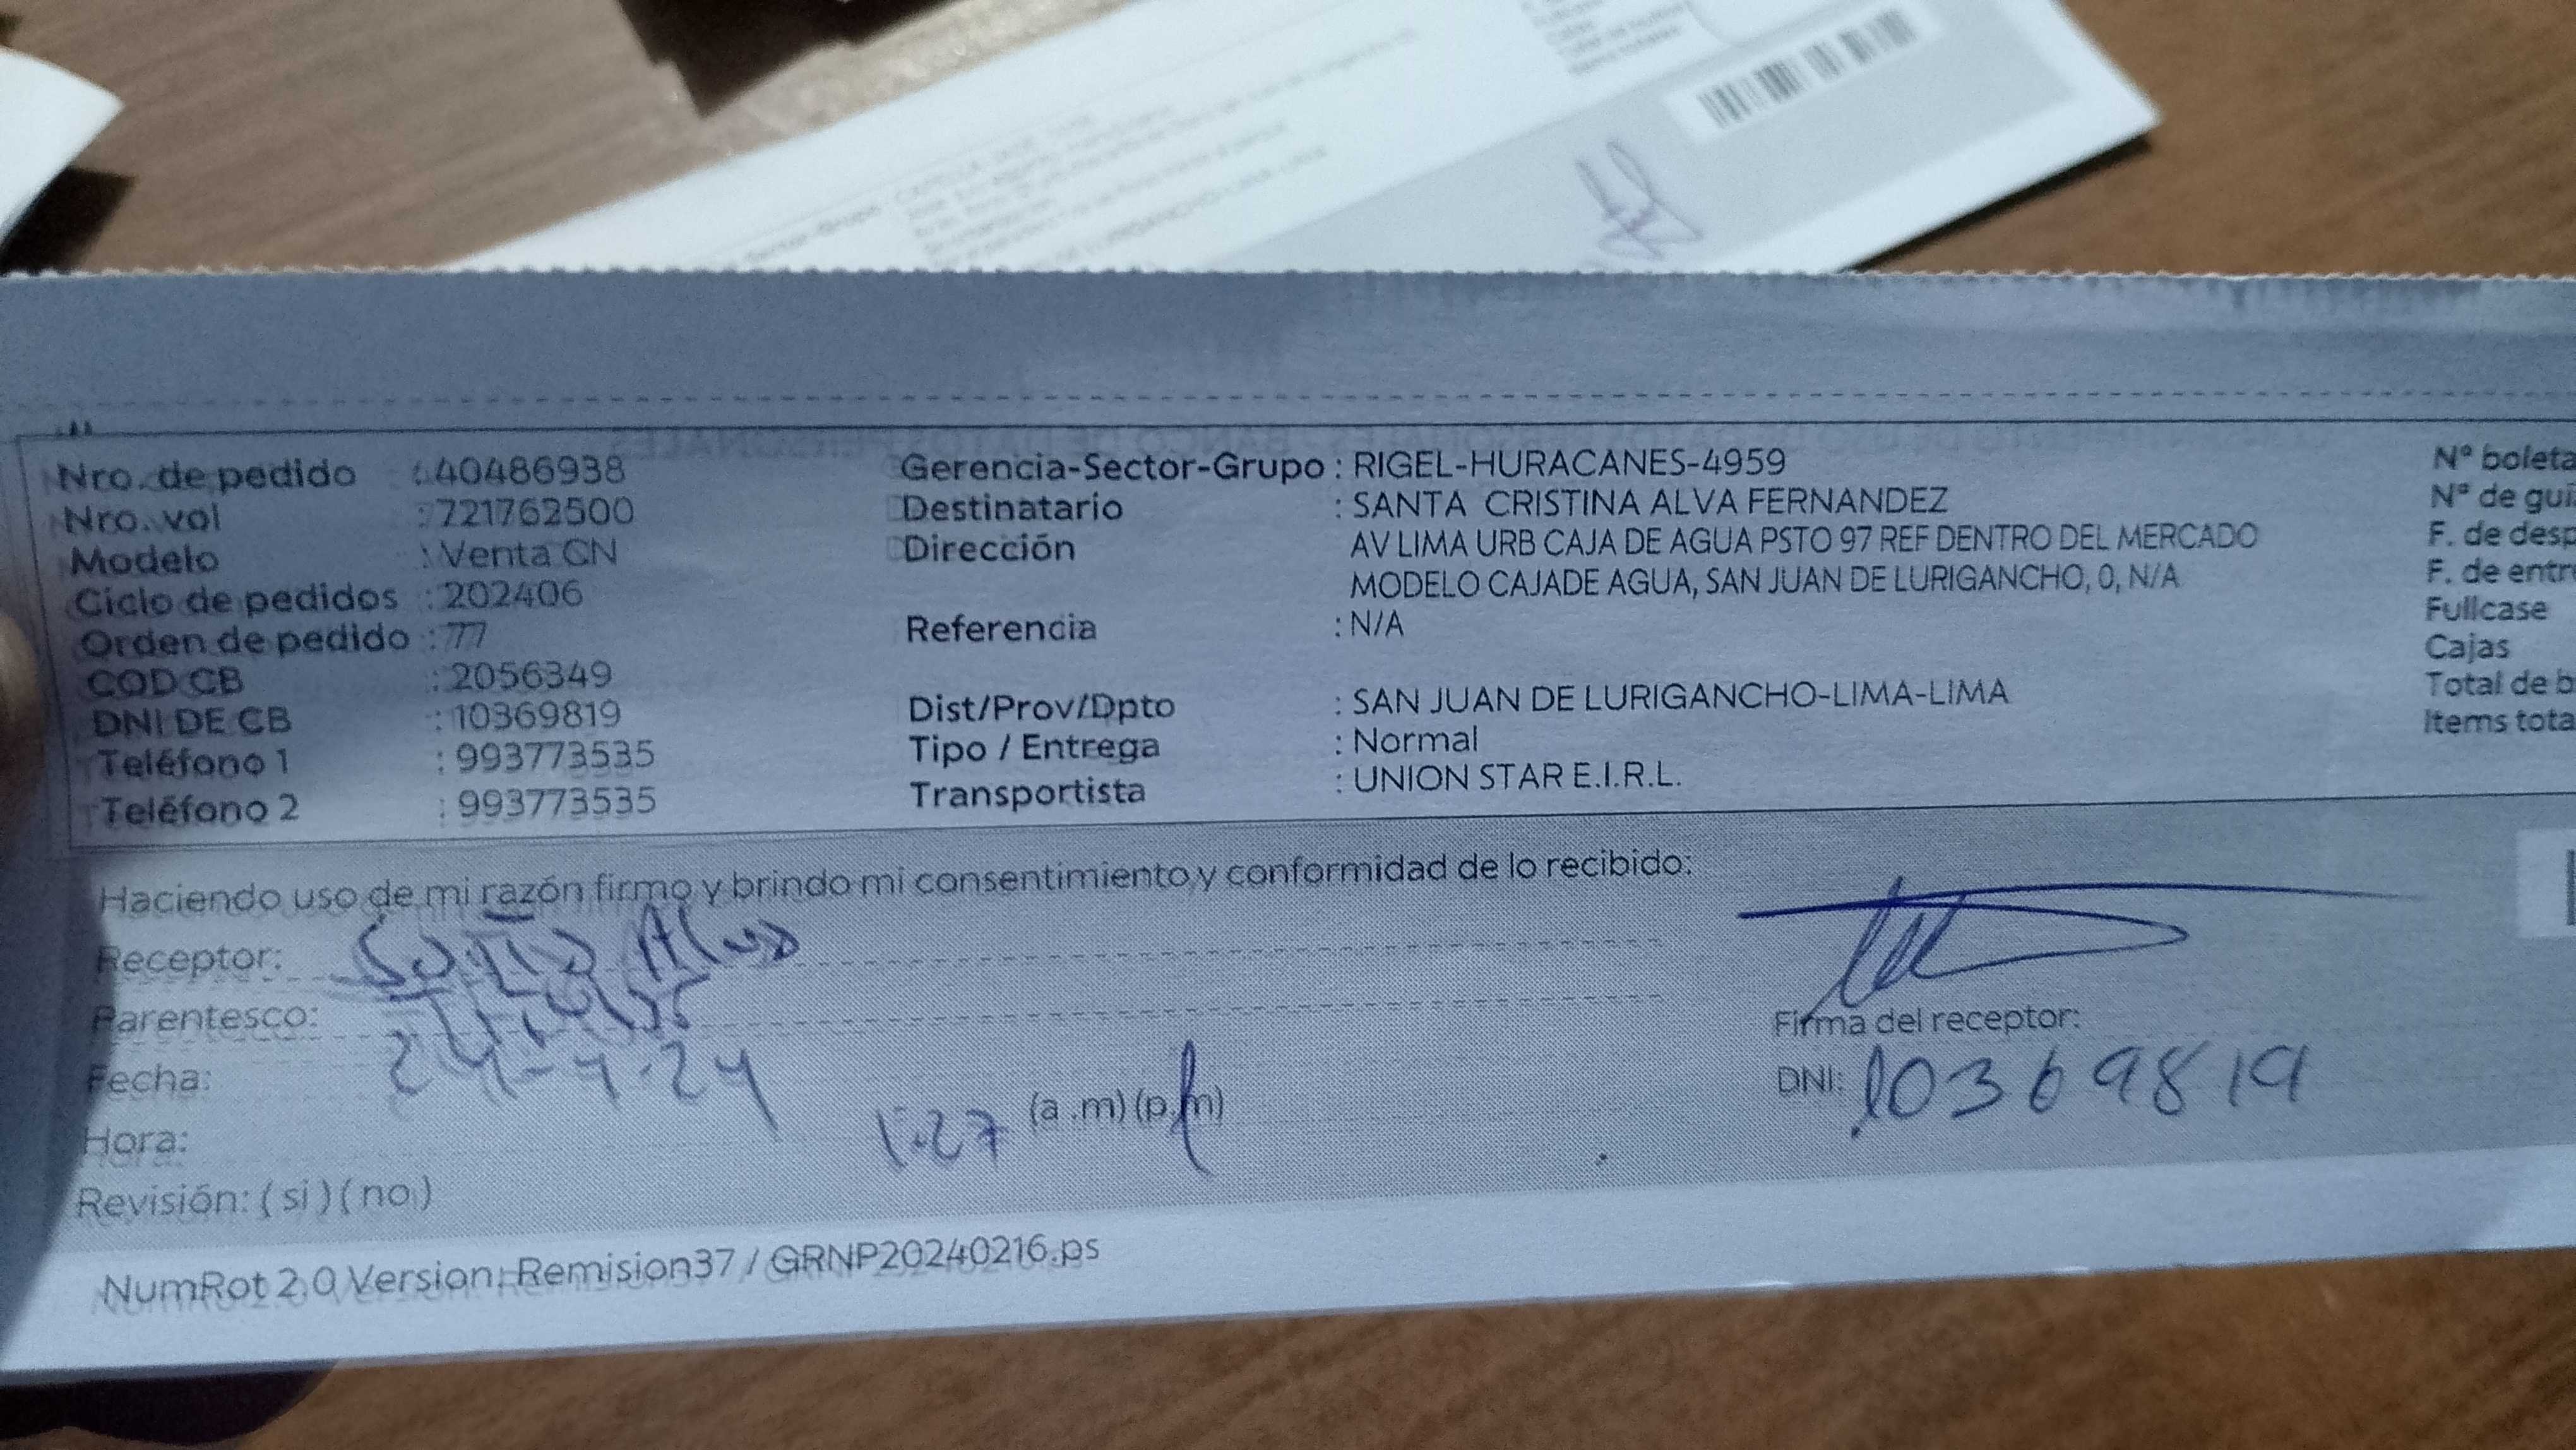 Nro. de pedido : 40486938
Nro. vol : 721762500
Modelo : Venta CN
Ciclo de pedidos : 202406
Orden de pedido : 77
COD CB : 2056349
DNI DE CB : 10369819
Teléfono 1 : 993773535
Teléfono 2 : 993773535
Gerencia-Sector-Grupo : RIGEL-HURACANES-4959
Destinatario : SANTA CRISTINA ALVA FERNANDEZ
Dirección AV LIMA URB CAJA DE AGUA PSTO 97 REF DENTRO DEL MERCADO
MODELO CAJADE AGUA, SAN JUAN DE LURIGANCHO, 0, N/A
Referencia : N/A
Dist/Prov/Dpto : SAN JUAN DE LURIGANCHO-LIMA-LIMA
Tipo / Entrega : Normal
Transportista : UNION STAR E.I.R.L.
Nº boleta
Nº de gui
F. de desp
F. de entre
Fullcase
Cajas
Total de b
Items tota
Haciendo uso de mi razón firmo y brindo mi consentimiento y conformidad de lo recibido:
Receptor: Santa Alva
Parentesco:
Fecha: 24-4-24
Hora: 1:27 (a .m) (p.m)
Revisión: ( si ) ( no )
Firma del receptor:
DNI: 10369819
NumRot 2.0 Version: Remision37 / GRNP20240216.ps